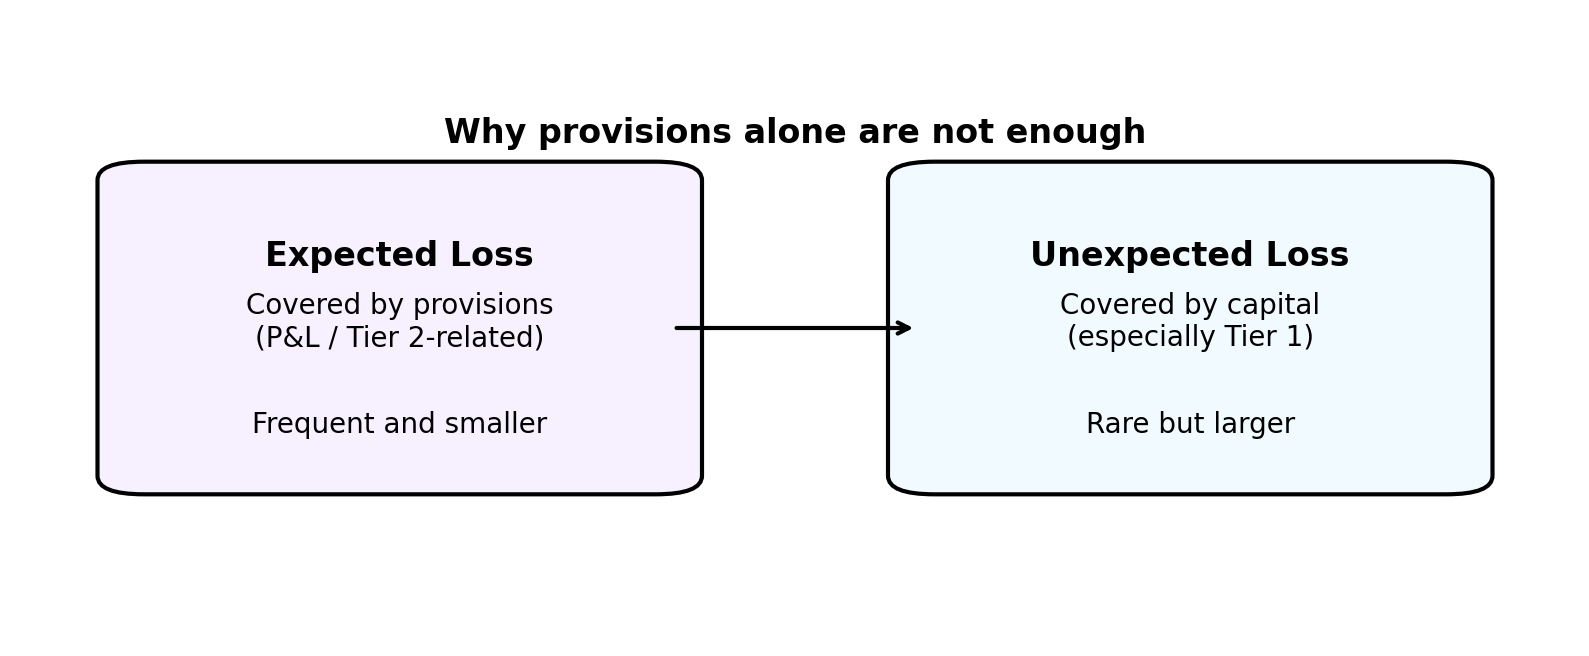 Why provisions alone are not enough
Expected Loss
Covered by provisions
(P&L / Tier 2-related)
Frequent and smaller
Unexpected Loss
Covered by capital
(especially Tier 1)
Rare but larger